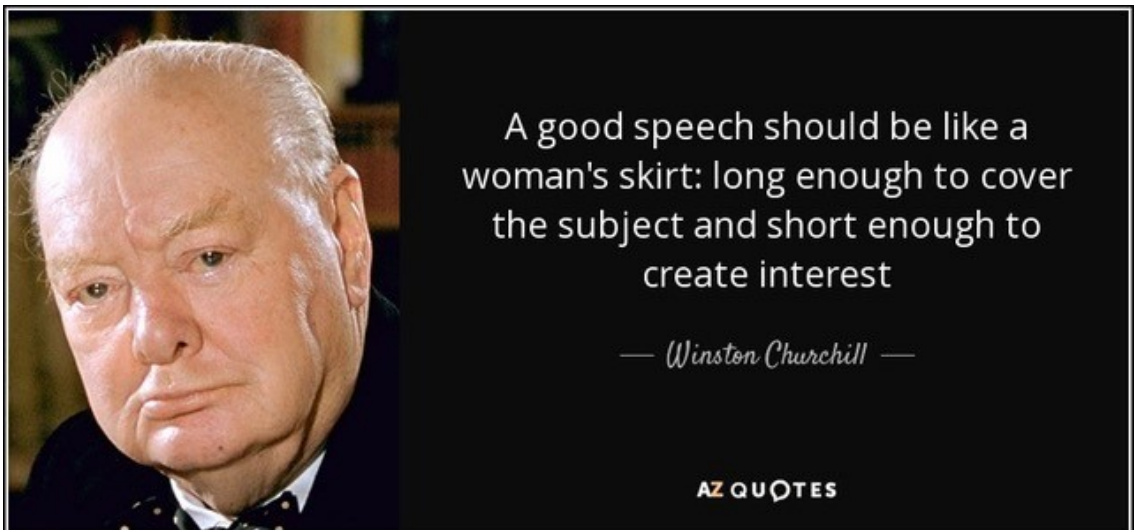 A good speech should be like a
woman's skirt: long enough to cover
the subject and short enough to
create interest
— Winston Churchill —
AZ QUOTES